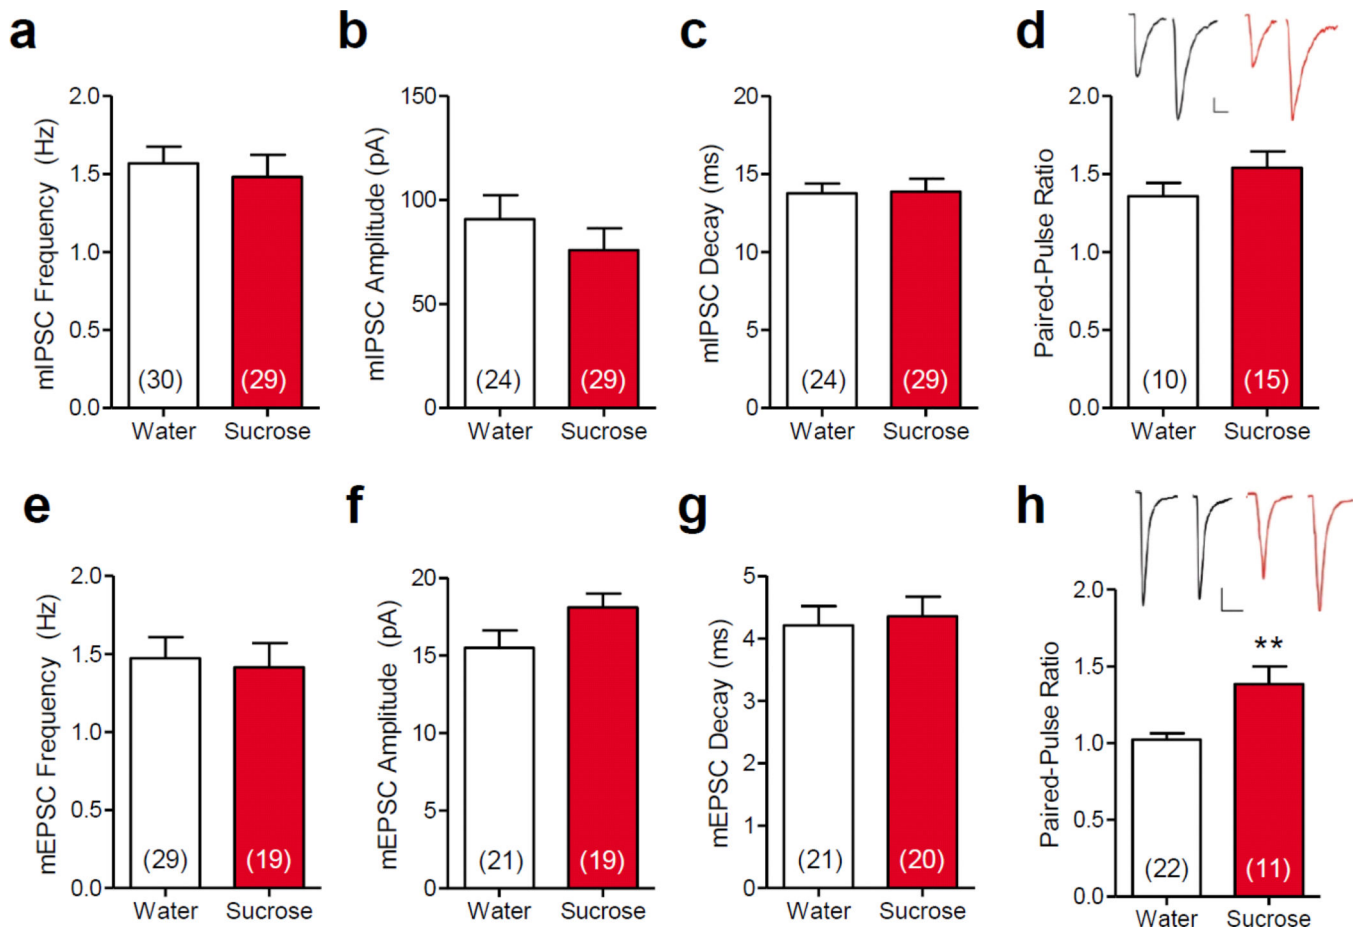 a
mIPSC Frequency (Hz)
2.0
1.5
1.0
0.5
0.0
(30)
(29)
Water
Sucrose
b
mIPSC Amplitude (pA)
150
100
50
0
(24)
(29)
Water
Sucrose
c
mIPSC Decay (ms)
20
15
10
5
0
(24)
(29)
Water
Sucrose
d
Paired-Pulse Ratio
2.0
1.5
1.0
0.5
0.0
(10)
(15)
Water
Sucrose
e
mEPSC Frequency (Hz)
2.0
1.5
1.0
0.5
0.0
(29)
(19)
Water
Sucrose
f
mEPSC Amplitude (pA)
20
15
10
5
0
(21)
(19)
Water
Sucrose
g
mEPSC Decay (ms)
5
4
3
2
1
0
(21)
(20)
Water
Sucrose
h
Paired-Pulse Ratio
2.0
1.5
1.0
0.5
0.0
**
(22)
(11)
Water
Sucrose